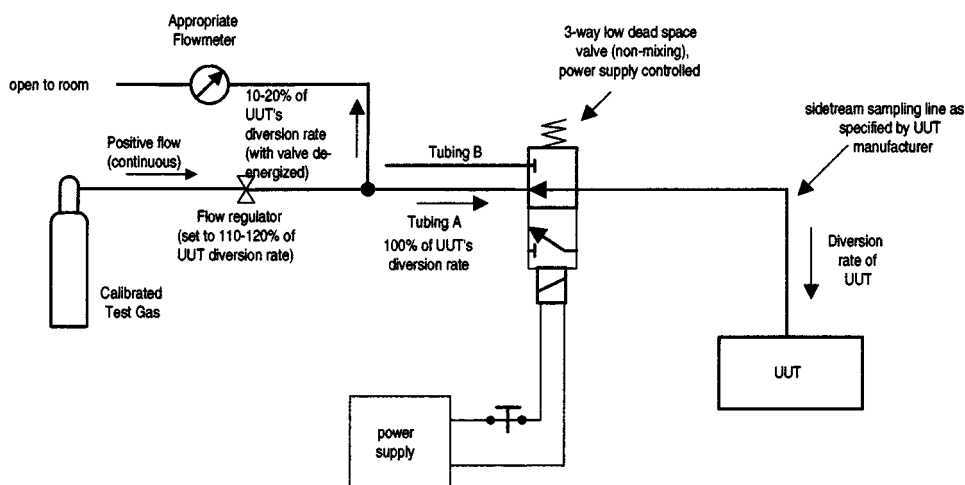 Appropriate
Flowmeter
open to room
10-20% of
UUT's
diversion rate
(with valve de-
energized)
3-way low dead space
valve (non-mixing),
power supply controlled
sidestream sampling line as
specified by UUT
manufacturer
Positive flow
(continuous)
Tubing B
Flow regulator
(set to 110-120% of
UUT diversion rate)
Tubing A
100% of UUT's
diversion rate
Diversion
rate of
UUT
Calibrated
Test Gas
UUT
power
supply